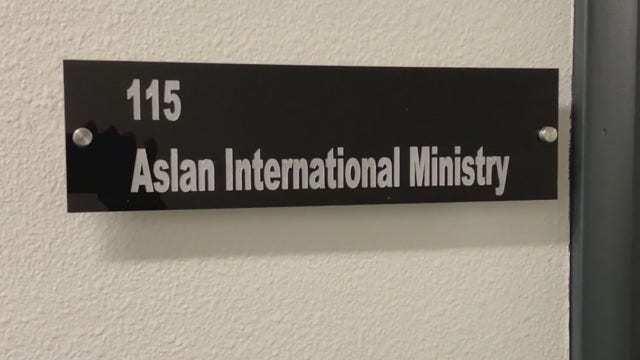 115
Aslan International Ministry